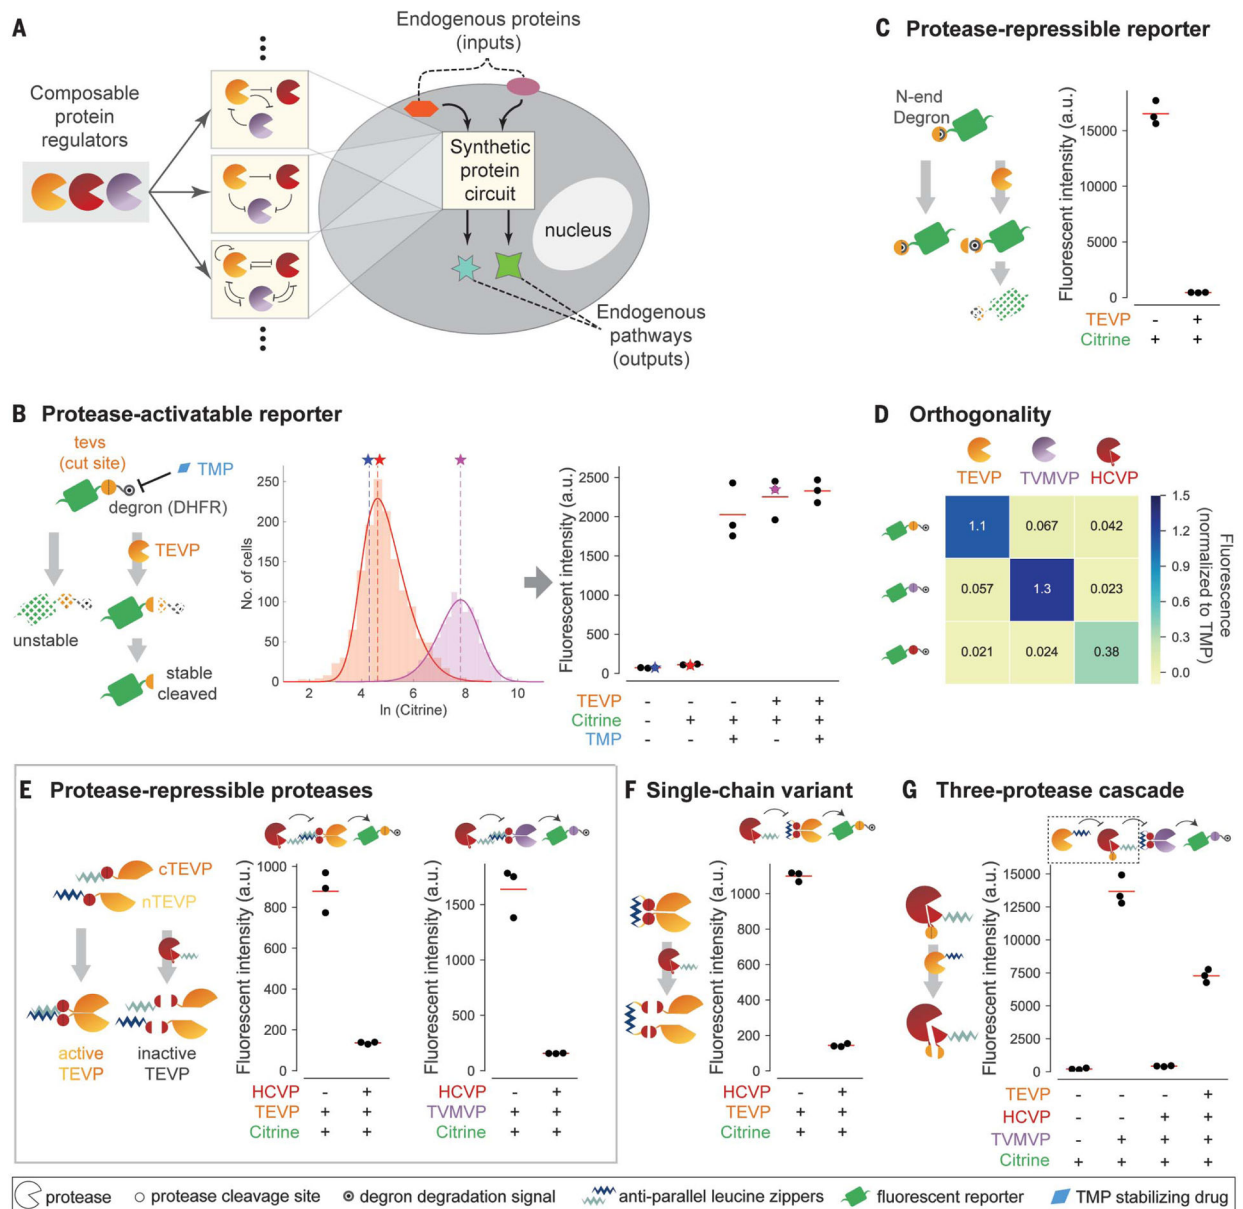 A
Endogenous proteins
(inputs)
Composable
protein
regulators
Synthetic
protein
circuit
nucleus
Endogenous
pathways
(outputs)
C Protease-repressible reporter
N-end
Degron
Fluorescent intensity (a.u.)
15000
10000
5000
0
TEVP - +
Citrine + +
B Protease-activatable reporter
tevs
(cut site)
TMP
degron (DHFR)
TEVP
unstable
stable
cleaved
No. of cells
250
200
150
100
50
0
2 4 6 8 10
ln (Citrine)
Fluorescent intensity (a.u.)
2500
2000
1500
1000
500
0
TEVP - - - + +
Citrine - + + + +
TMP - - + - +
D Orthogonality
TEVP TVMVP HCVP
1.1 0.067 0.042
0.057 1.3 0.023
0.021 0.024 0.38
1.5
1.2
0.9
0.6
0.3
0.0
Fluorescence
(normalized to TMP)
E Protease-repressible proteases
cTEVP
nTEVP
active
TEVP
inactive
TEVP
Fluorescent intensity (a.u.)
1000
800
600
400
200
0
HCVP - +
TEVP + +
Citrine + +
Fluorescent intensity (a.u.)
1500
1000
500
0
HCVP - +
TVMVP + +
Citrine + +
F Single-chain variant
Fluorescent intensity (a.u.)
1000
800
600
400
200
0
HCVP - +
TEVP + +
Citrine + +
G Three-protease cascade
Fluorescent intensity (a.u.)
15000
12500
10000
7500
5000
2500
0
TEVP - - - +
HCVP - - + +
TVMVP - + + +
Citrine + + + +
protease
protease cleavage site
degron degradation signal
anti-parallel leucine zippers
fluorescent reporter
TMP stabilizing drug